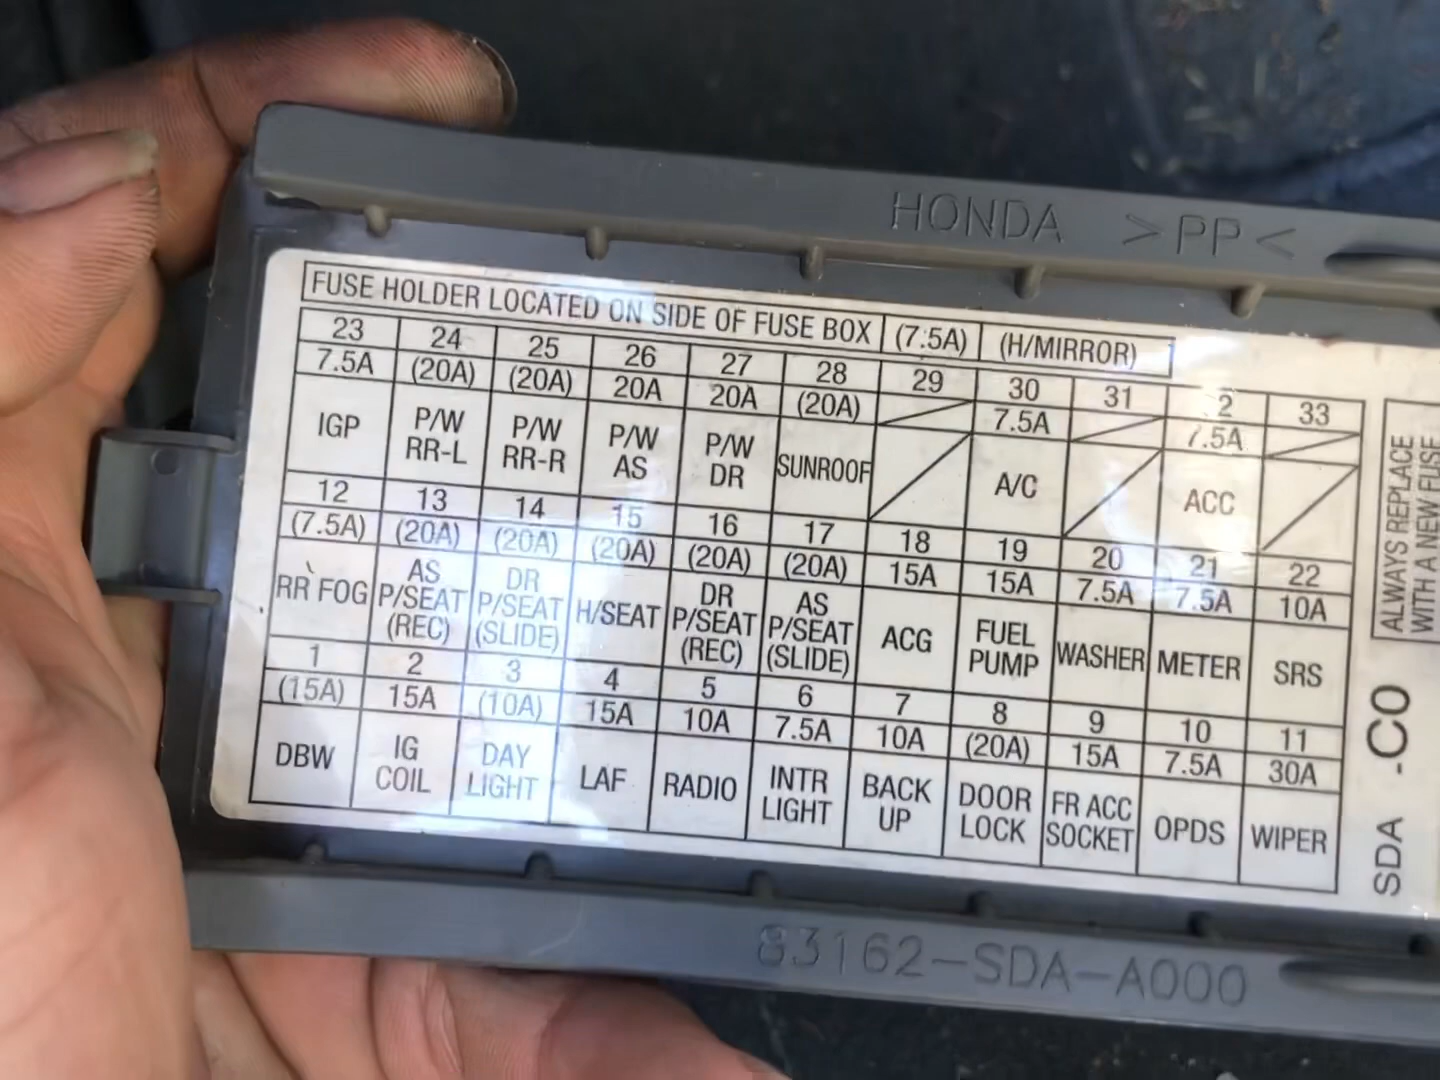 HONDA >PP<
FUSE HOLDER LOCATED ON SIDE OF FUSE BOX (7.5A) (H/MIRROR)
23 24 25 26 27 28 29 30 31 2 33
7.5A (20A) (20A) 20A 20A (20A) 7.5A 7.5A
IGP P/W RR-L P/W RR-R P/W AS P/W DR SUNROOF A/C ACC
12 13 14 15 16 17 18 19 20 21 22
(7.5A) (20A) (20A) (20A) (20A) (20A) 15A 15A 7.5A 7.5A 10A
RR FOG AS P/SEAT (REC) DR P/SEAT (SLIDE) H/SEAT DR P/SEAT (REC) AS P/SEAT (SLIDE) ACG FUEL PUMP WASHER METER SRS
1 2 3 4 5 6 7 8 9 10 11
(15A) 15A (10A) 15A 10A 7.5A 10A (20A) 15A 7.5A 30A
DBW IG COIL DAY LIGHT LAF RADIO INTR LIGHT BACK UP DOOR LOCK FR ACC SOCKET OPDS WIPER
ALWAYS REPLACE
WITH A NEW FUSE
SDA .CO
83162-SDA-A000